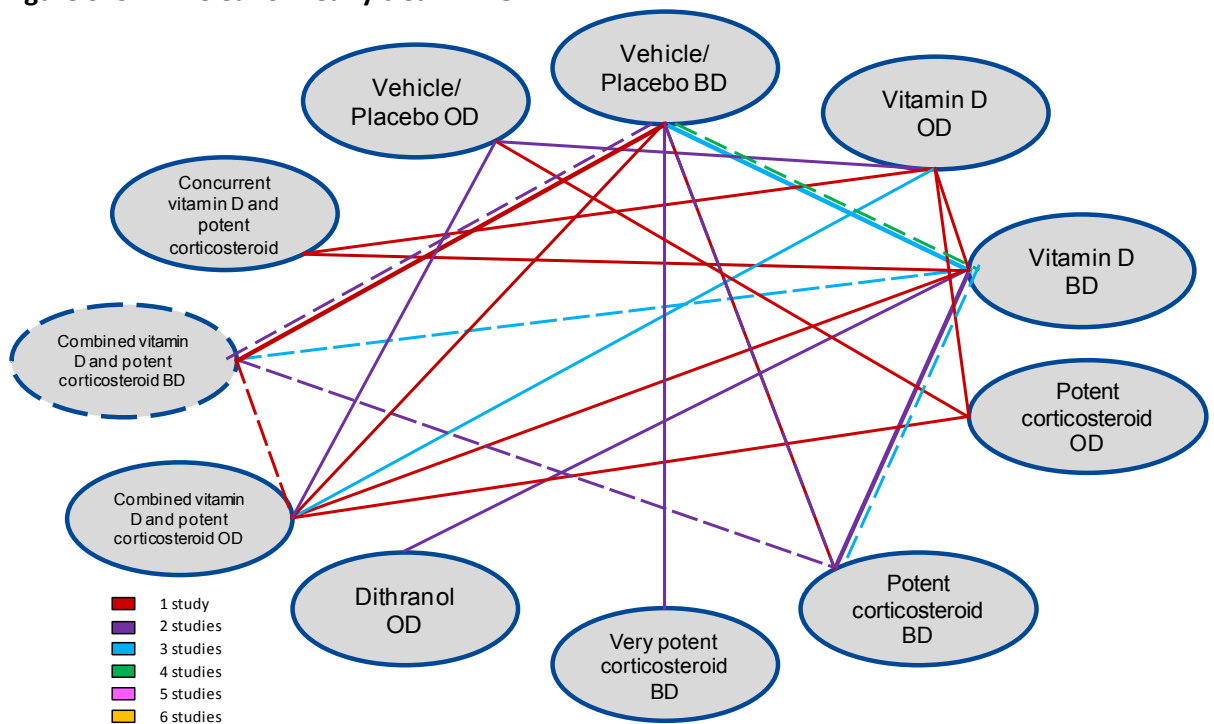 Vehicle/
Placebo BD
Vehicle/
Placebo OD
Vitamin D
OD
Concurrent
vitamin D and
potent
corticosteroid
Vitamin D
BD
Combined vitamin
D and potent
corticosteroid BD
Potent
corticosteroid
OD
Combined vitamin
D and potent
corticosteroid OD
Dithranol
OD
Very potent
corticosteroid
BD
Potent
corticosteroid
BD
1 study
2 studies
3 studies
4 studies
5 studies
6 studies